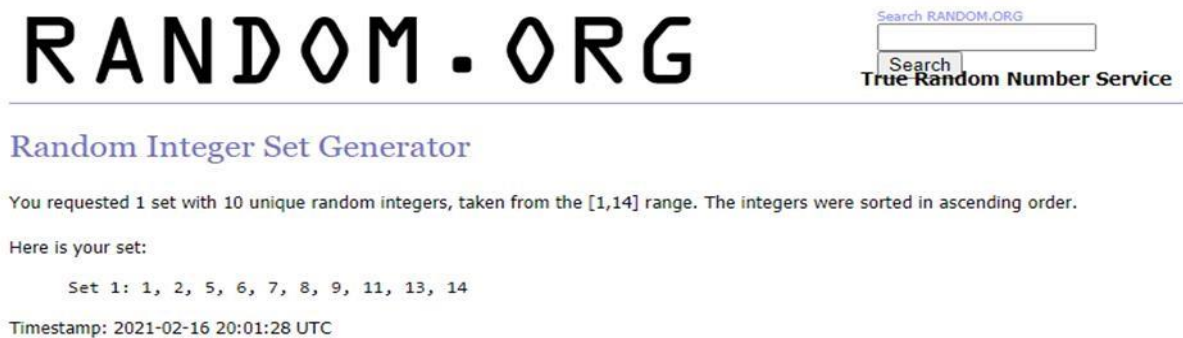 RANDOM.ORG
Search RANDOM.ORG
Search
True Random Number Service
Random Integer Set Generator
You requested 1 set with 10 unique random integers, taken from the [1,14] range. The integers were sorted in ascending order.
Here is your set:
Set 1: 1, 2, 5, 6, 7, 8, 9, 11, 13, 14
Timestamp: 2021-02-16 20:01:28 UTC